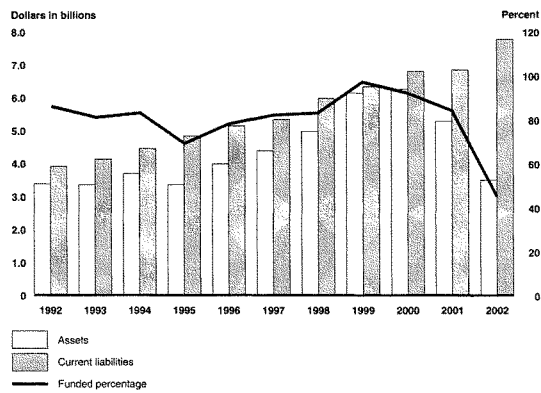 Dollars in billions
Percent
8.0
7.0
6.0
5.0
4.0
3.0
2.0
1.0
0
120
100
80
60
40
20
0
1992 1993 1994 1995 1996 1997 1998 1999 2000 2001 2002
Assets
Current liabilities
Funded percentage